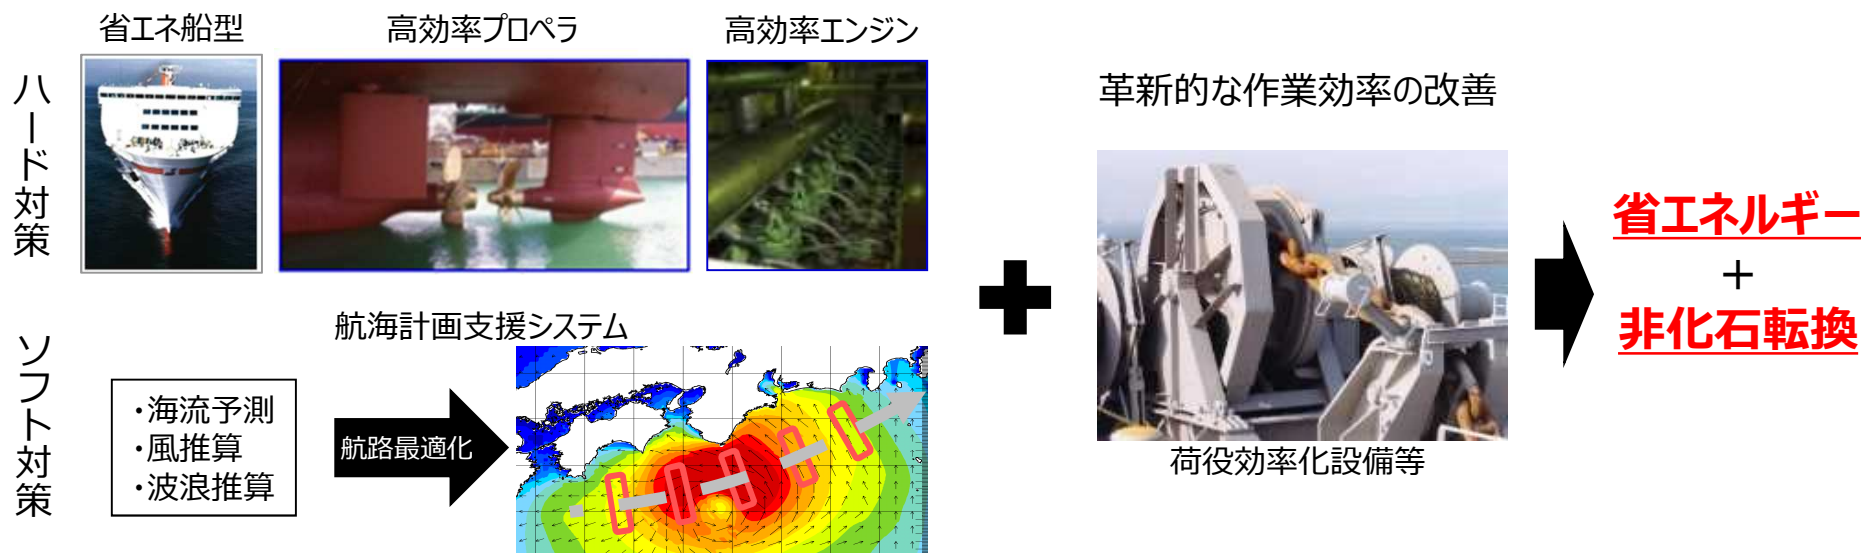 省エネ船型
高効率プロペラ
高効率エンジン
ハード対策
革新的な作業効率の改善
省エネルギー
+
非化石転換
ソフト対策
航海計画支援システム
・海流予測
・風推算
・波浪推算
航路最適化
荷役効率化設備等